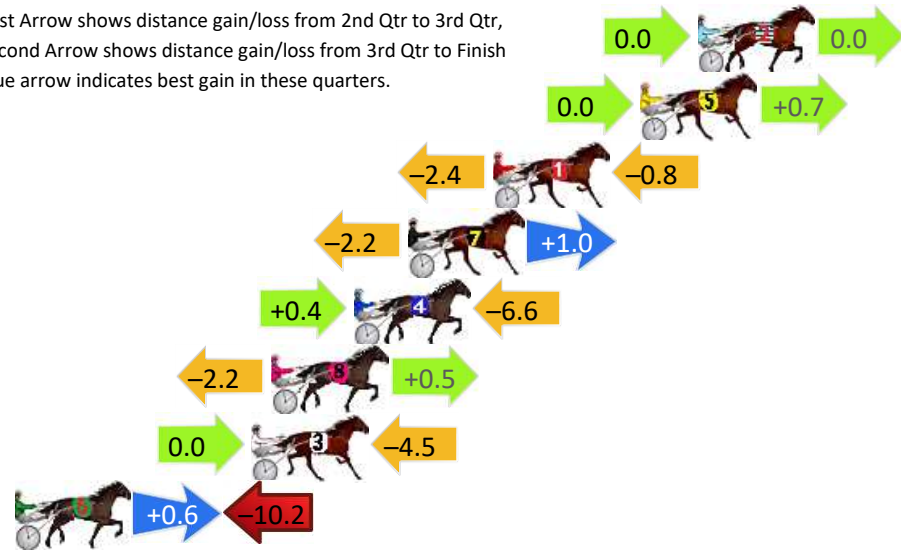 st Arrow shows distance gain/loss from 2nd Qtr to 3rd Qtr,
econd Arrow shows distance gain/loss from 3rd Qtr to Finish
ue arrow indicates best gain in these quarters.
0.0 2 0.0
0.0 5 +0.7
–2.4 1 –0.8
–2.2 7 +1.0
+0.4 4 –6.6
–2.2 8 +0.5
0.0 3 –4.5
6 +0.6 –10.2